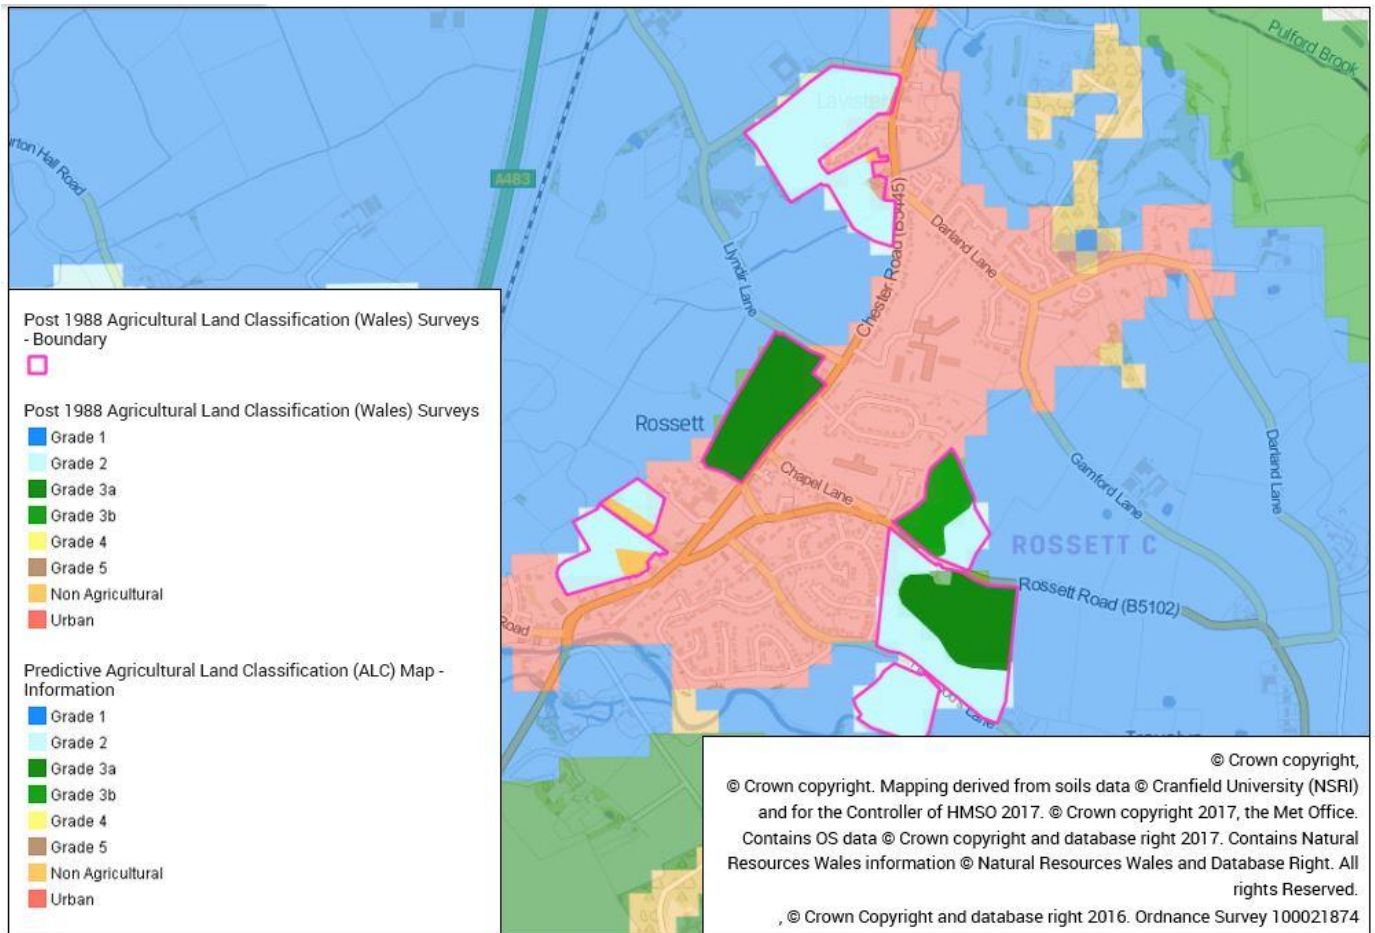 Pulford Brook
rton Hall Road
A483
Lavister
Chester Road (B5445)
Darland Lane
Llyndir Lane
Rossett
Chapel Lane
Gamford Lane
Darland Lane
ROSSETT C
Rossett Road (B5102)
Road
Lane
Post 1988 Agricultural Land Classification (Wales) Surveys
- Boundary
Post 1988 Agricultural Land Classification (Wales) Surveys
Grade 1
Grade 2
Grade 3a
Grade 3b
Grade 4
Grade 5
Non Agricultural
Urban
Predictive Agricultural Land Classification (ALC) Map -
Information
Grade 1
Grade 2
Grade 3a
Grade 3b
Grade 4
Grade 5
Non Agricultural
Urban
© Crown copyright,
© Crown copyright. Mapping derived from soils data © Cranfield University (NSRI)
and for the Controller of HMSO 2017. © Crown copyright 2017, the Met Office.
Contains OS data © Crown copyright and database right 2017. Contains Natural
Resources Wales information © Natural Resources Wales and Database Right. All
rights Reserved.
, © Crown Copyright and database right 2016. Ordnance Survey 100021874